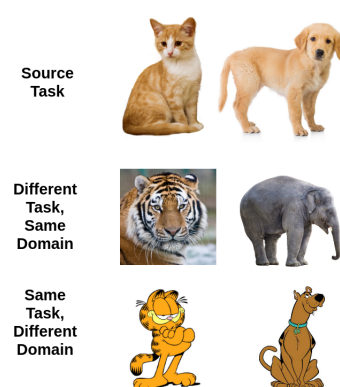 Source
Task
Different
Task,
Same
Domain
Same
Task,
Different
Domain